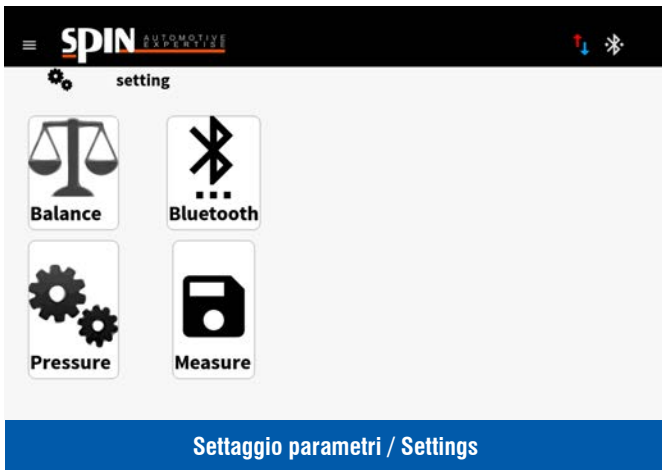 SPIN AUTOMOTIVE
EXPERTISE
setting
Balance
Bluetooth
Pressure
Measure
Settaggio parametri / Settings